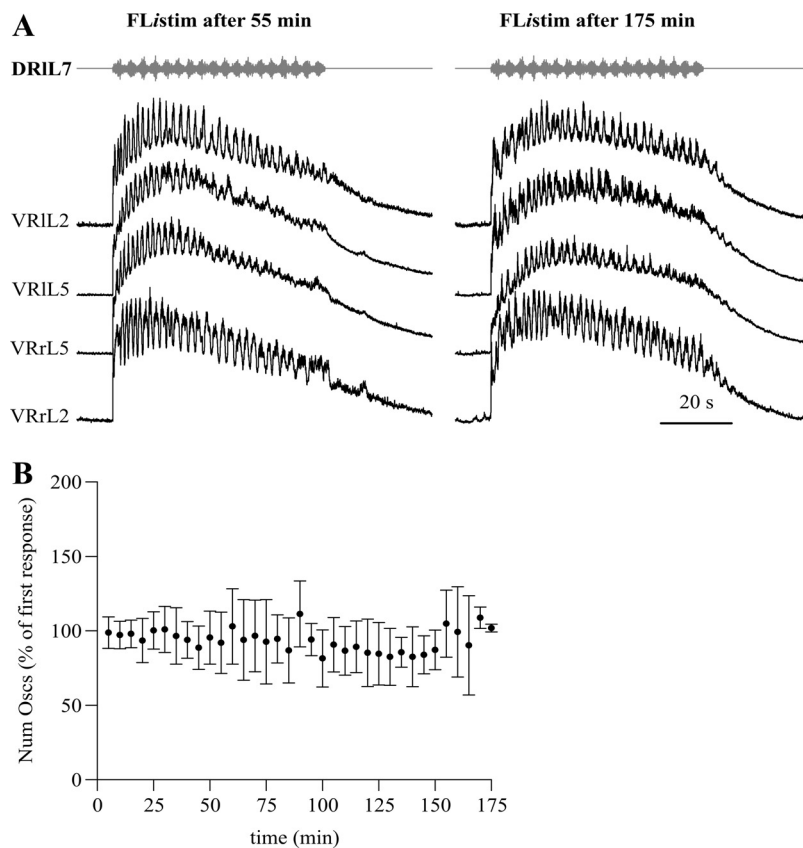 A
FListim after 55 min
FListim after 175 min
DRlL7
VRlL2
VRlL5
VRrL5
VRrL2
20 s
B
200
150
100
50
0
0 25 50 75 100 125 150 175
Num Oscs (% of first response)
time (min)